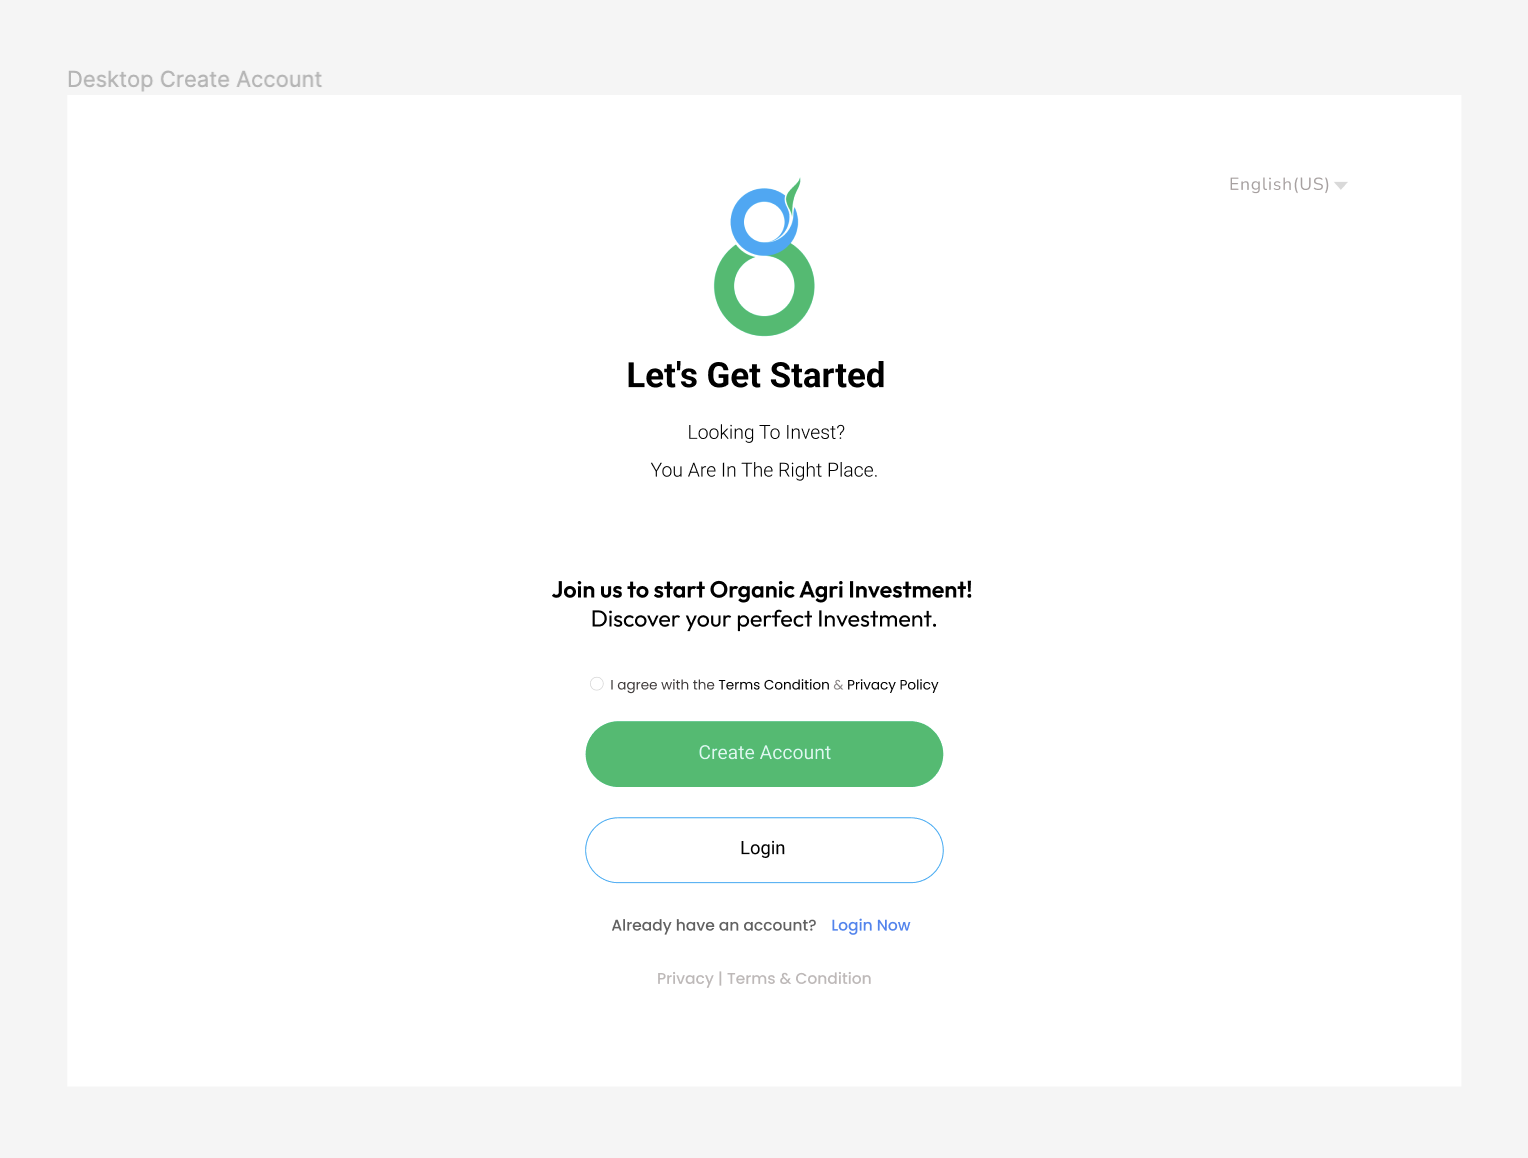 Desktop Create Account
English(US)
Let's Get Started
Looking To Invest?
You Are In The Right Place.
Join us to start Organic Agri Investment!
Discover your perfect Investment.
I agree with the Terms Condition & Privacy Policy
Create Account
Login
Already have an account? Login Now
Privacy | Terms & Condition